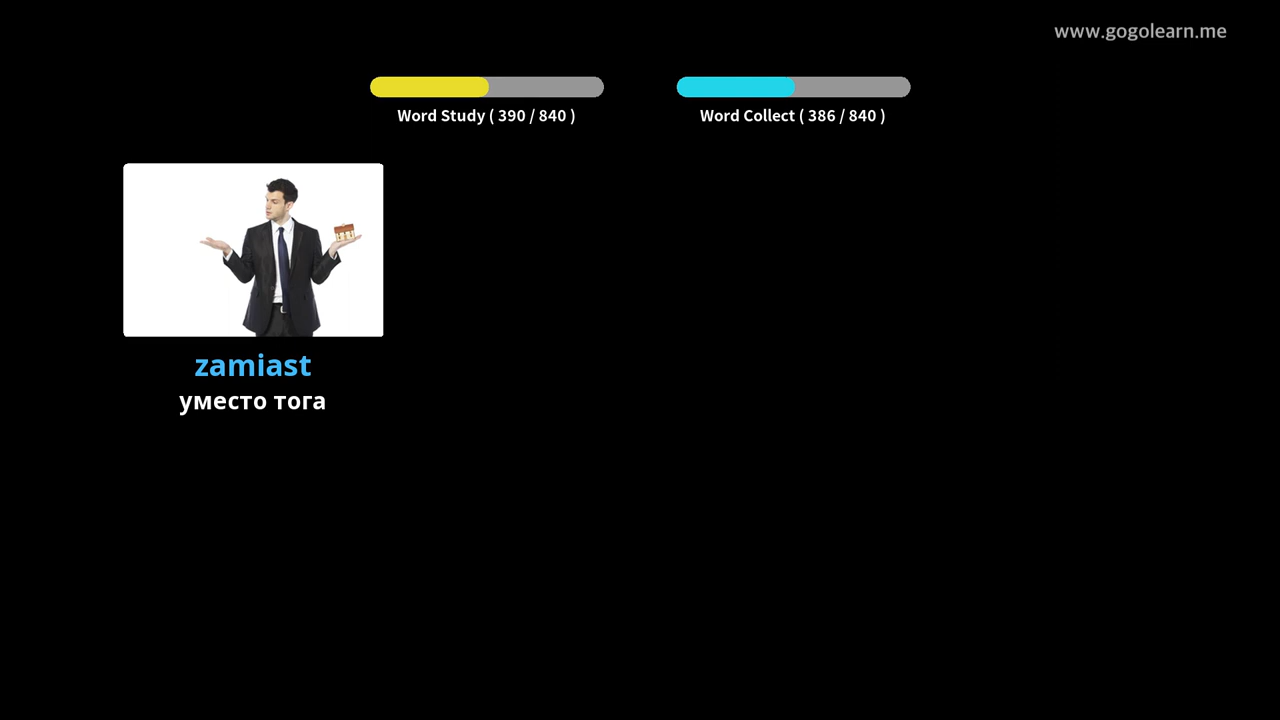 www.gogolearn.me
Word Study ( 390 / 840 )
Word Collect ( 386 / 840 )
zamiast
уместо тога